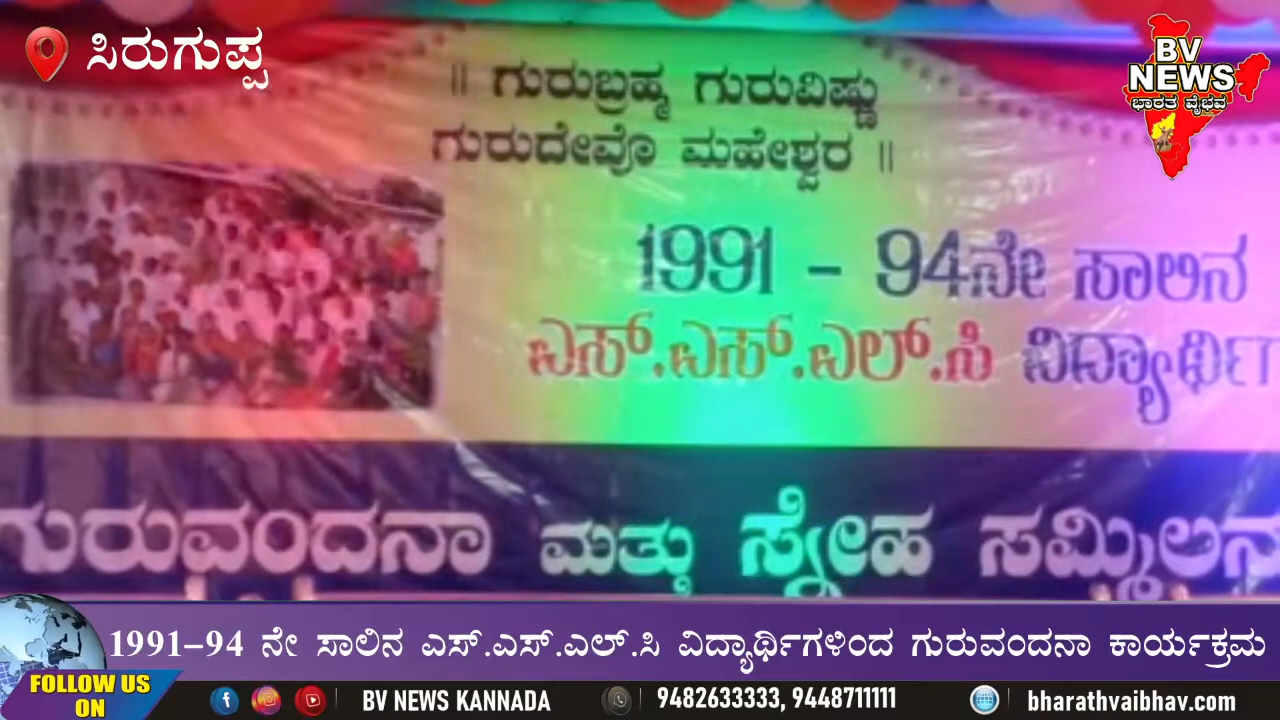 ಸಿರುಗುಪ್ಪ
BV
NEWS
ಭಾರತ ವೈಭವ
॥ ಗುರುಬ್ರಹ್ಮ ಗುರುವಿಷ್ಣು
ಗುರುದೇವೊ ಮಹೇಶ್ವರ ॥
1991 - 94ನೇ ಸಾಲಿನ
ಎಸ್.ಎಸ್.ಎಲ್.ಸಿ ವಿದ್ಯಾರ್ಥಿಗ
ಗುರುವಂದನಾ ಮತ್ತು ಸ್ನೇಹ ಸಮ್ಮಿಲನ
1991–94 ನೇ ಸಾಲಿನ ಎಸ್.ಎಸ್.ಎಲ್.ಸಿ ವಿದ್ಯಾರ್ಥಿಗಳಿಂದ ಗುರುವಂದನಾ ಕಾರ್ಯಕ್ರಮ
FOLLOW US
ON
BV NEWS KANNADA
9482633333, 9448711111
bharathvaibhav.com